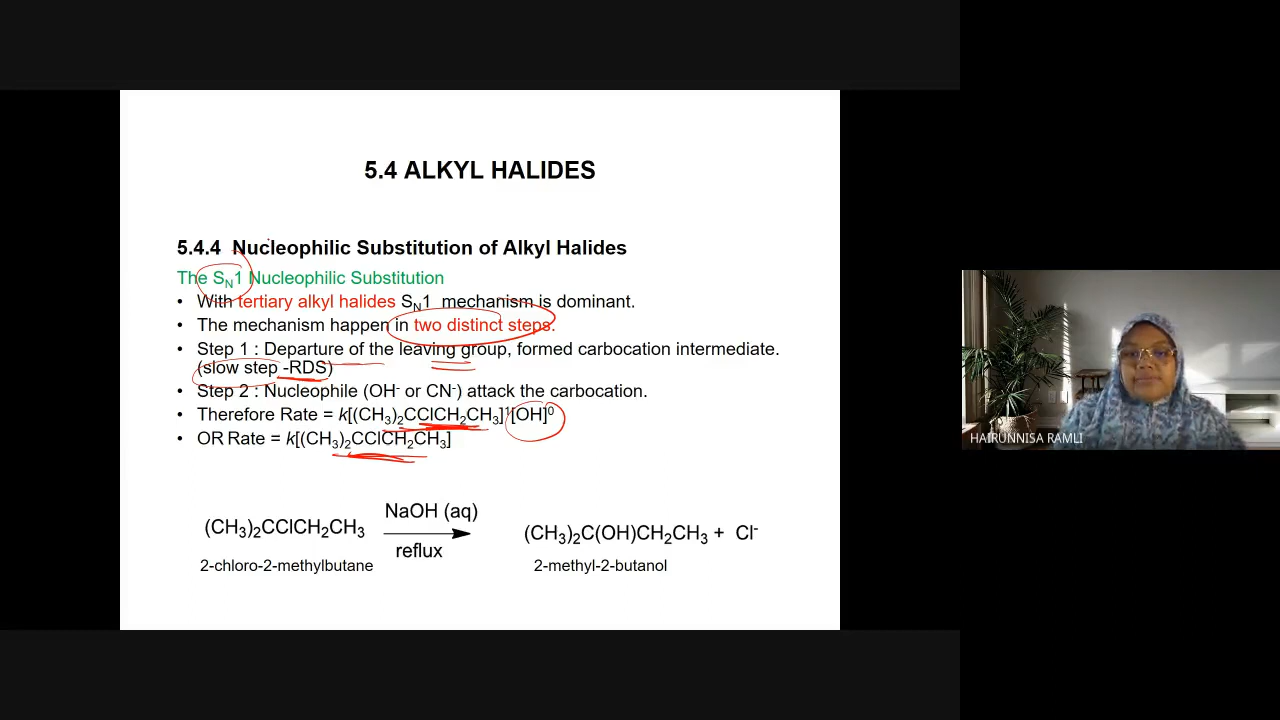 5.4 ALKYL HALIDES
5.4.4 Nucleophilic Substitution of Alkyl Halides
The SN1 Nucleophilic Substitution
• With tertiary alkyl halides SN1 mechanism is dominant.
• The mechanism happen in two distinct steps.
• Step 1 : Departure of the leaving group, formed carbocation intermediate.
(slow step -RDS)
• Step 2 : Nucleophile (OH- or CN-) attack the carbocation.
• Therefore Rate = k[(CH3)2CClCH2CH3]1[OH]0
• OR Rate = k[(CH3)2CClCH2CH3]
(CH3)2CClCH2CH3 NaOH (aq) reflux (CH3)2C(OH)CH2CH3 + Cl-
2-chloro-2-methylbutane 2-methyl-2-butanol
HAIRUNNISA RAMLI